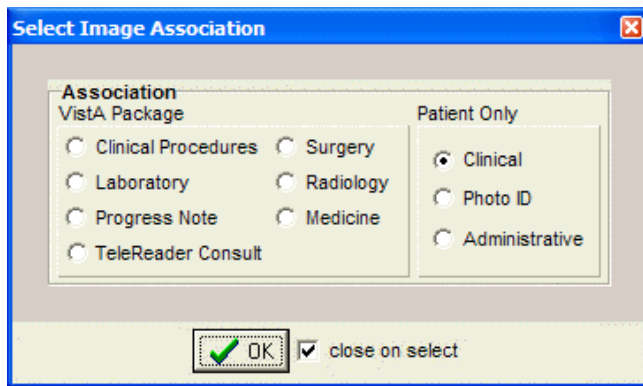 Select Image Association
Association
VistA Package
Patient Only
Clinical Procedures
Surgery
Laboratory
Radiology
Progress Note
Medicine
TeleReader Consult
Clinical
Photo ID
Administrative
OK
close on select